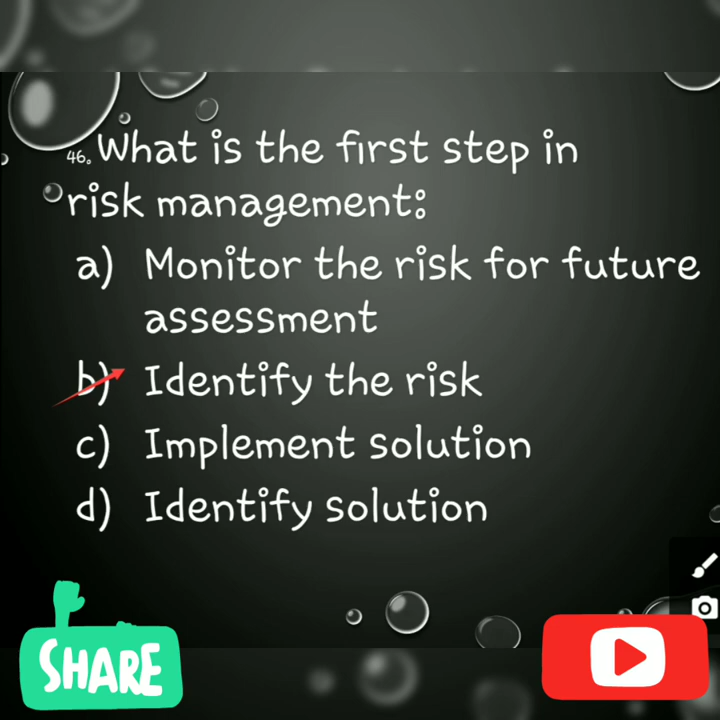 46. What is the first step in
risk management:
a) Monitor the risk for future
assessment
b) Identify the risk
c) Implement solution
d) Identify solution
SHARE